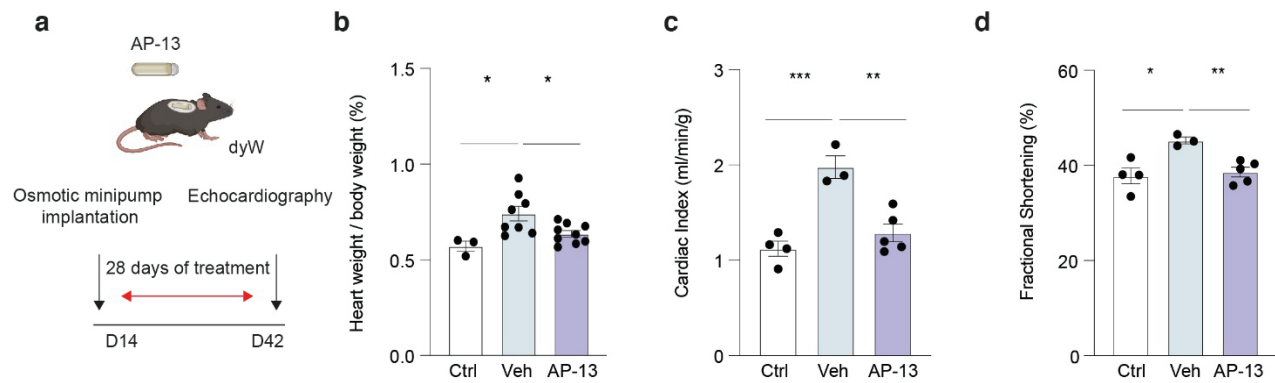 a
AP-13
dyW
Osmotic minipump
implantation
Echocardiography
28 days of treatment
D14
D42
b
Heart weight / body weight (%)
1.5
1.0
0.5
0.0
*
*
Ctrl
Veh
AP-13
c
Cardiac Index (ml/min/g)
3
2
1
0
***
**
Ctrl
Veh
AP-13
d
Fractional Shortening (%)
60
40
20
0
*
**
Ctrl
Veh
AP-13